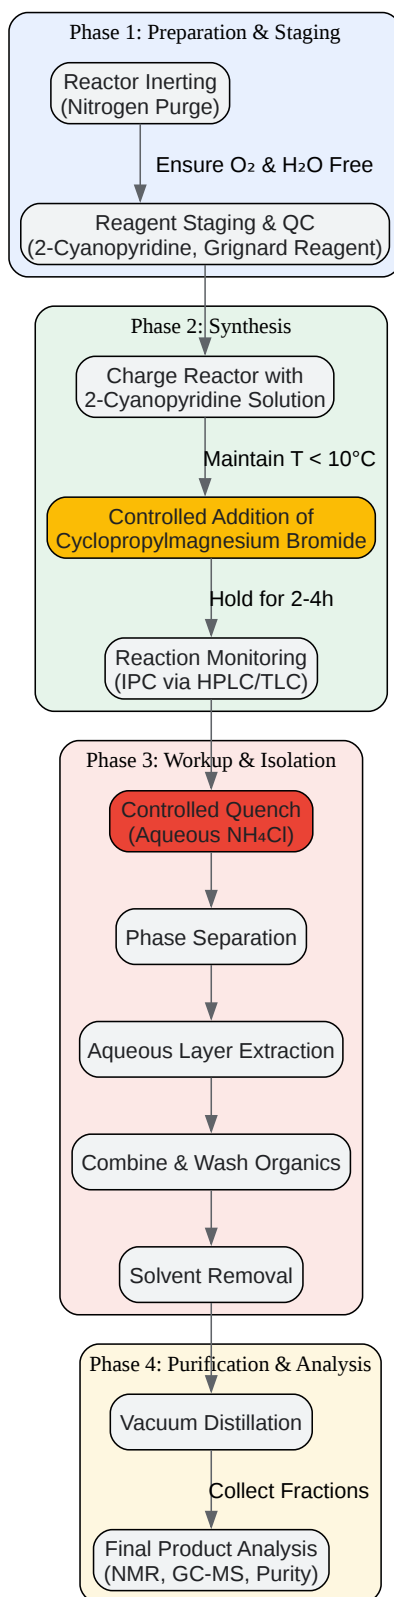 Phase 1: Preparation & Staging
Reactor Inerting
(Nitrogen Purge)
Ensure O₂ & H₂O Free
Reagent Staging & QC
(2-Cyanopyridine, Grignard Reagent)
Phase 2: Synthesis
Charge Reactor with
2-Cyanopyridine Solution
Maintain T < 10°C
Controlled Addition of
Cyclopropylmagnesium Bromide
Hold for 2-4h
Reaction Monitoring
(IPC via HPLC/TLC)
Phase 3: Workup & Isolation
Controlled Quench
(Aqueous NH₄Cl)
Phase Separation
Aqueous Layer Extraction
Combine & Wash Organics
Solvent Removal
Phase 4: Purification & Analysis
Vacuum Distillation
Collect Fractions
Final Product Analysis
(NMR, GC-MS, Purity)